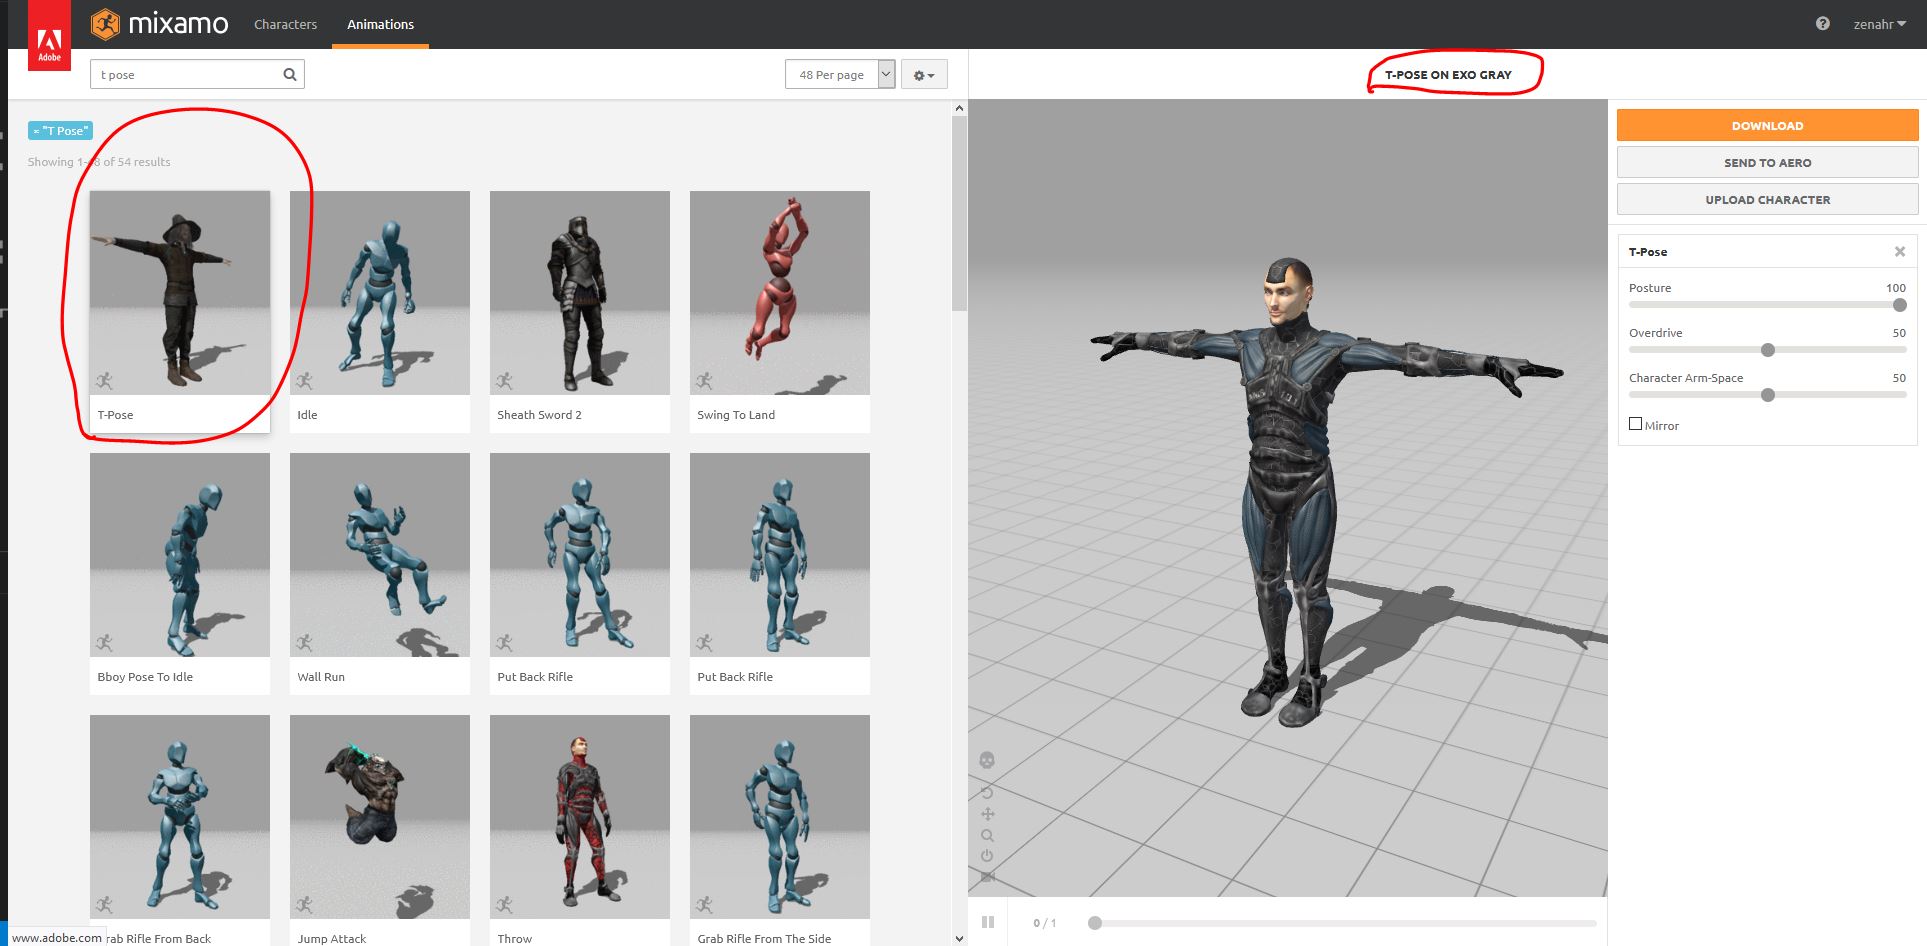 Adobe
mixamo
Characters
Animations
zenahr
t pose
48 Per page
T-POSE ON EXO GRAY
× "T Pose"
Showing 1-48 of 54 results
T-Pose
Idle
Sheath Sword 2
Swing To Land
Bboy Pose To Idle
Wall Run
Put Back Rifle
Put Back Rifle
rab Rifle From Back
Jump Attack
Throw
Grab Rifle From The Side
www.adobe.com
DOWNLOAD
SEND TO AERO
UPLOAD CHARACTER
T-Pose
Posture 100
Overdrive 50
Character Arm-Space 50
Mirror
0 / 1